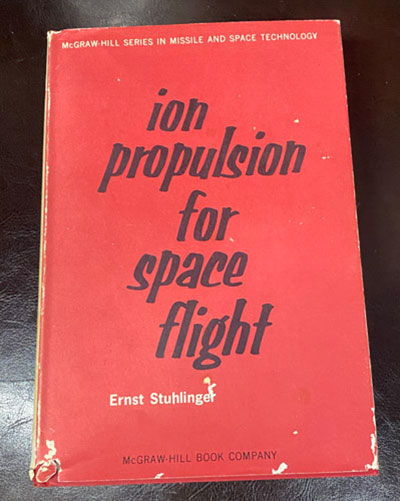 McGRAW-HILL SERIES IN MISSILE AND SPACE TECHNOLOGY
ion
propulsion
for
space
flight
Ernst Stuhlinger
McGRAW-HILL BOOK COMPANY